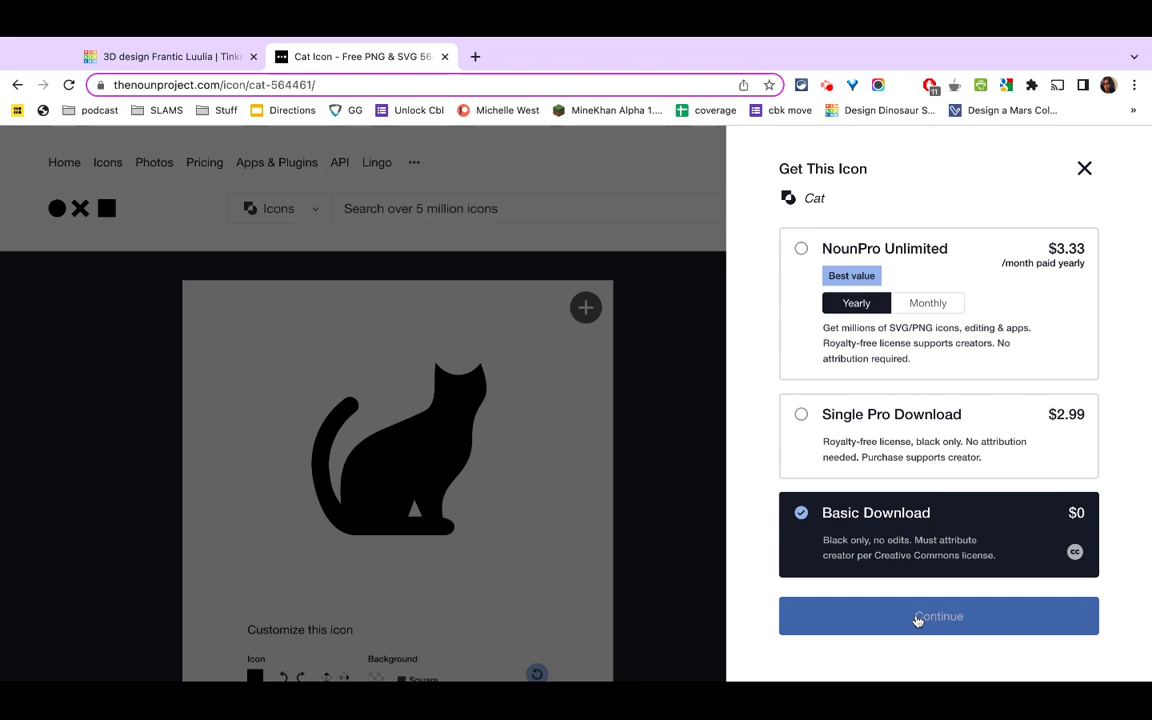 3D design Frantic Luulia | Tink
Cat Icon - Free PNG & SVG 56
thenounproject.com/icon/cat-564461/
11
podcast SLAMS Stuff Directions GG Unlock Cbl Michelle West MineKhan Alpha 1.... coverage cbk move Design Dinosaur S... Design a Mars Col... »
Home Icons Photos Pricing Apps & Plugins API Lingo •••
Icons Search over 5 million icons
Customize this icon
Icon Background
Square
Get This Icon
Cat
NounPro Unlimited $3.33
/month paid yearly
Best value
Yearly Monthly
Get millions of SVG/PNG icons, editing & apps.
Royalty-free license supports creators. No
attribution required.
Single Pro Download $2.99
Royalty-free license, black only. No attribution
needed. Purchase supports creator.
Basic Download $0
Black only, no edits. Must attribute
creator per Creative Commons license.
cc
Continue